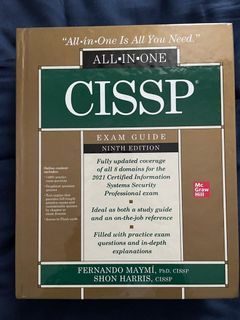 "All-in-One Is All You Need."
ALL-IN-ONE
CISSP®
EXAM GUIDE
NINTH EDITION
Online content
includes:
Fully updated coverage of
all 8 domains for the
2021 Certified Information
Systems Security
Professional exam
Ideal as both a study guide
and an on-the-job reference
Filled with practice exam
questions and in-depth
explanations
Mc
Graw
Hill
FERNANDO MAYMÍ, PhD, CISSP
SHON HARRIS, CISSP